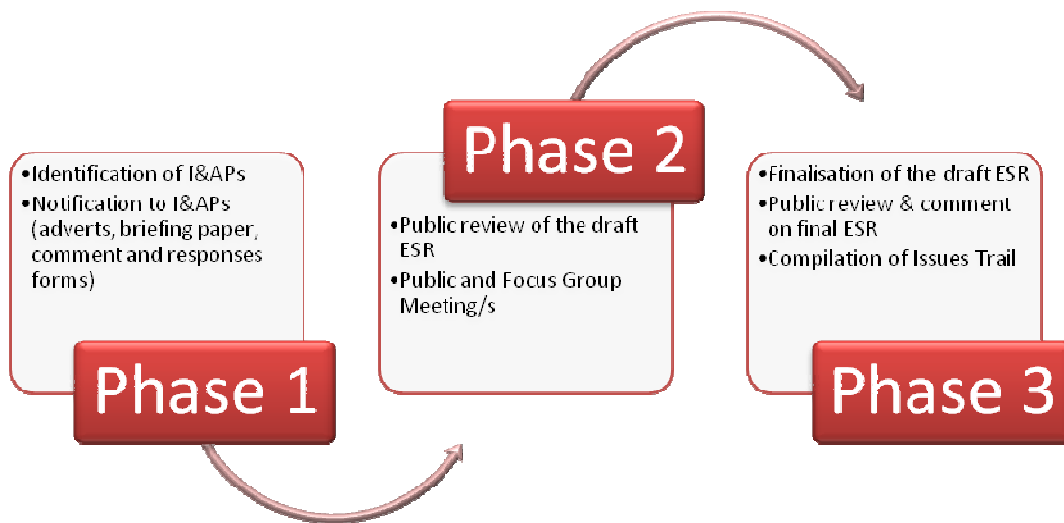 •Identification of I&APs
•Notification to I&APs
(adverts, briefing paper,
comment and responses
forms)
Phase 1
Phase 2
•Public review of the draft
ESR
•Public and Focus Group
Meeting/s
•Finalisation of the draft ESR
•Public review & comment
on final ESR
•Compilation of Issues Trail
Phase 3